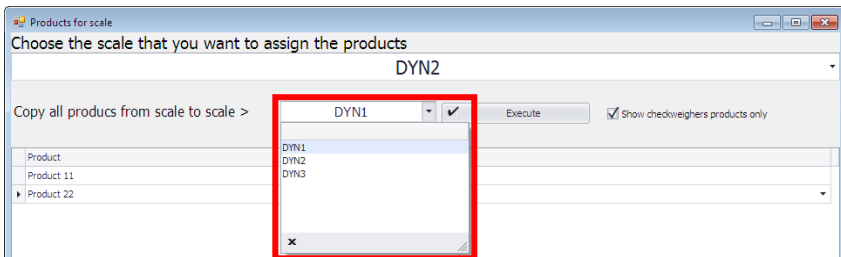 Products for scale
Choose the scale that you want to assign the products
DYN2
Copy all producs from scale to scale > DYN1 Execute Show checkweighers products only
DYN1
DYN2
DYN3
Product
Product 11
Product 22
x